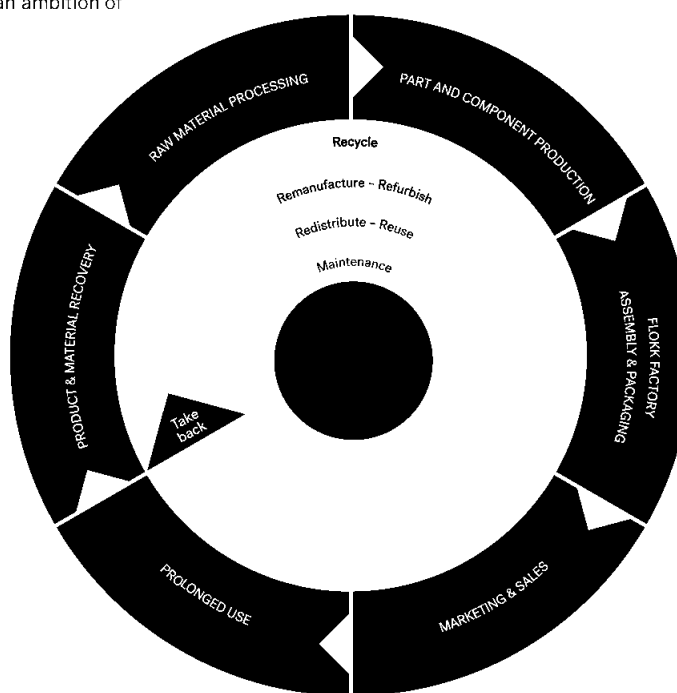 an ambition of
RAW MATERIAL PROCESSING
PART AND COMPONENT PRODUCTION
Recycle
Remanufacture - Refurbish
Redistribute - Reuse
Maintenance
FLOKK FACTORY
ASSEMBLY & PACKAGING
PRODUCT & MATERIAL RECOVERY
Take
back
PROLONGED USE
MARKETING & SALES